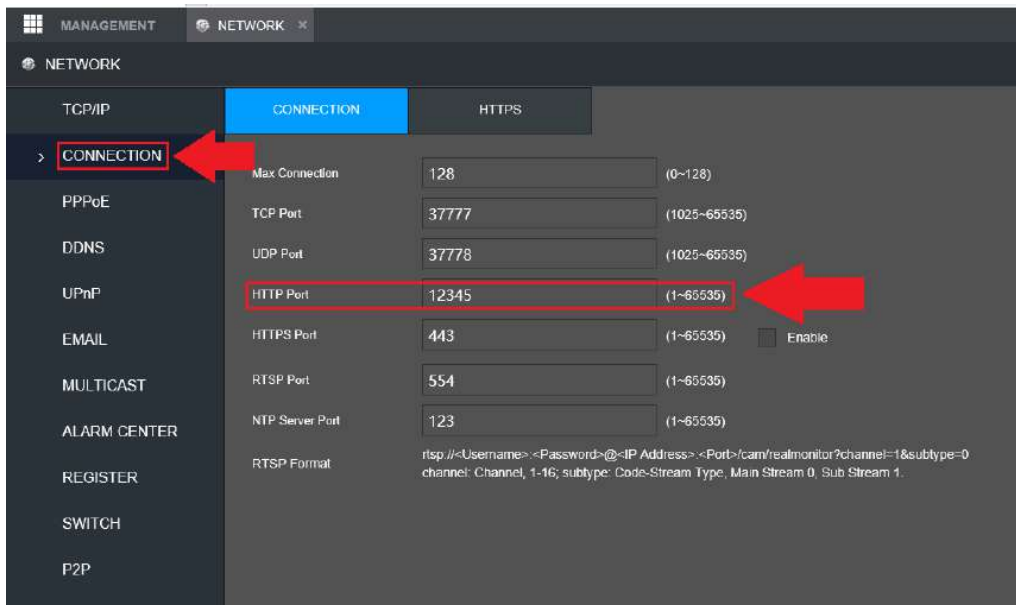 MANAGEMENT NETWORK ×
NETWORK
TCP/IP
CONNECTION
PPPoE
DDNS
UPnP
EMAIL
MULTICAST
ALARM CENTER
REGISTER
SWITCH
P2P
CONNECTION HTTPS
Max Connection 128 (0~128)
TCP Port 37777 (1025~65535)
UDP Port 37778 (1025~65535)
HTTP Port 12345 (1~65535)
HTTPS Port 443 (1~65535) Enable
RTSP Port 554 (1~65535)
NTP Server Port 123 (1~65535)
RTSP Format rtsp://<Username>:<Password>@<IP Address>:<Port>/cam/realmonitor?channel=1&subtype=0
channel: Channel, 1-16; subtype: Code-Stream Type, Main Stream 0, Sub Stream 1.